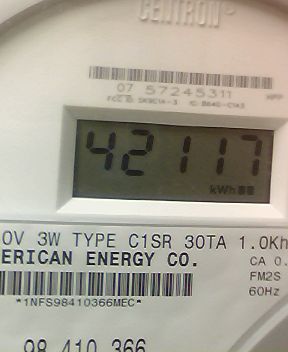 CENTRON®
07 57245311
42117
kWh
0V 3W TYPE C1SR 30TA 1.0Kh
ERICAN ENERGY CO.
CA 0.
FM2S
60Hz
*1NFS98410366MEC*
98 410 366